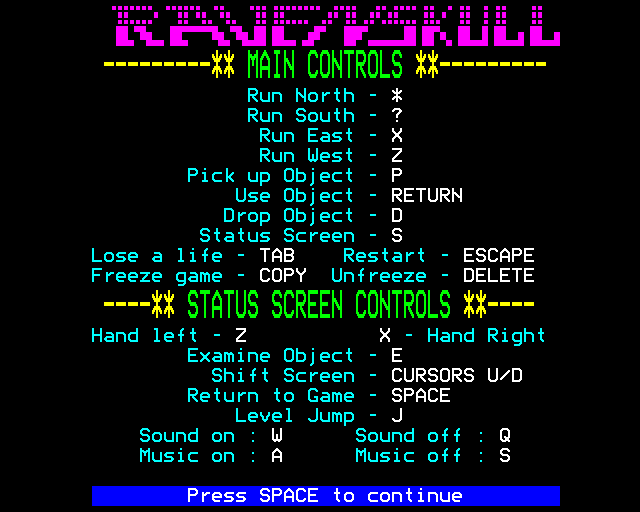 RAVENSKULL
---------** MAIN CONTROLS **---------
Run North - *
Run South - ?
Run East - X
Run West - Z
Pick up Object - P
Use Object - RETURN
Drop Object - D
Status Screen - S
Lose a life - TAB Restart - ESCAPE
Freeze game - COPY Unfreeze - DELETE
----** STATUS SCREEN CONTROLS **----
Hand left - Z X - Hand Right
Examine Object - E
Shift Screen - CURSORS U/D
Return to Game - SPACE
Level Jump - J
Sound on : W Sound off : Q
Music on : A Music off : S
Press SPACE to continue